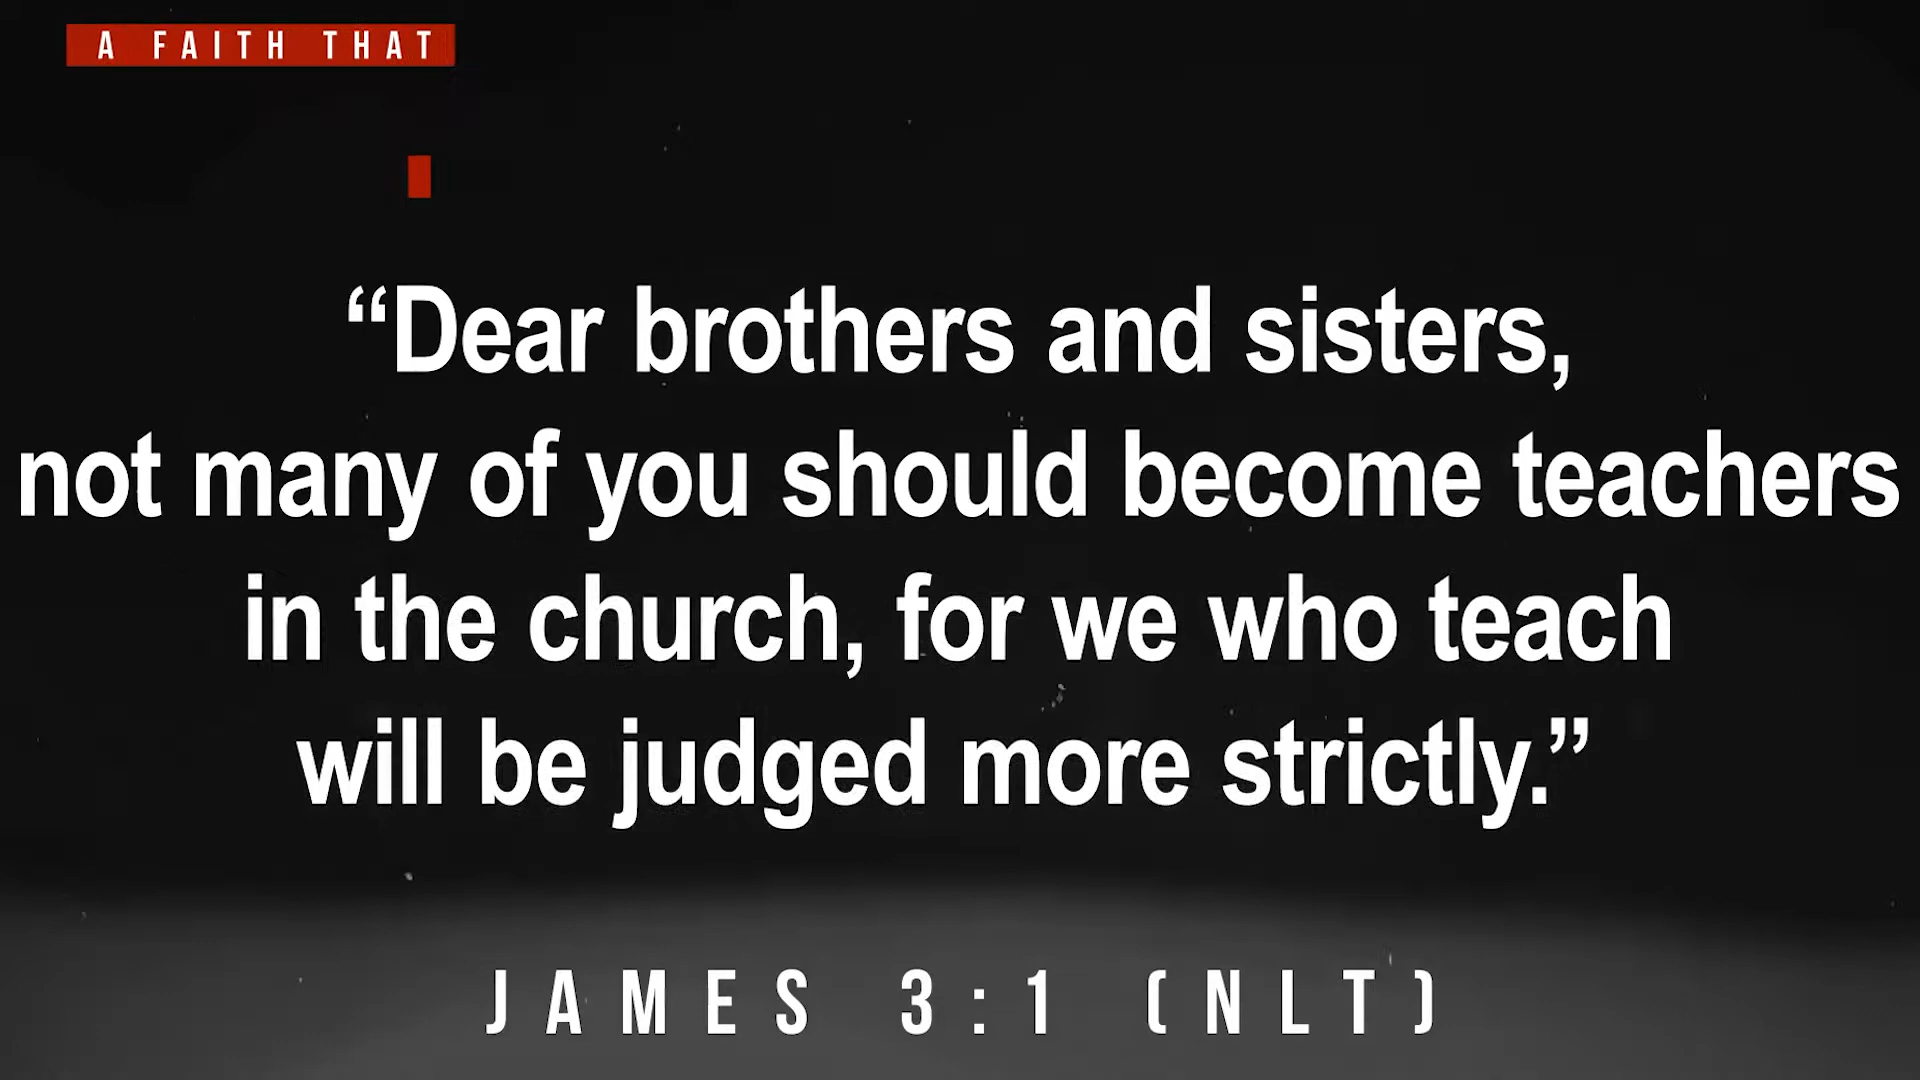 A FAITH THAT
“Dear brothers and sisters,
not many of you should become teachers
in the church, for we who teach
will be judged more strictly.”
JAMES 3:1 (NLT)